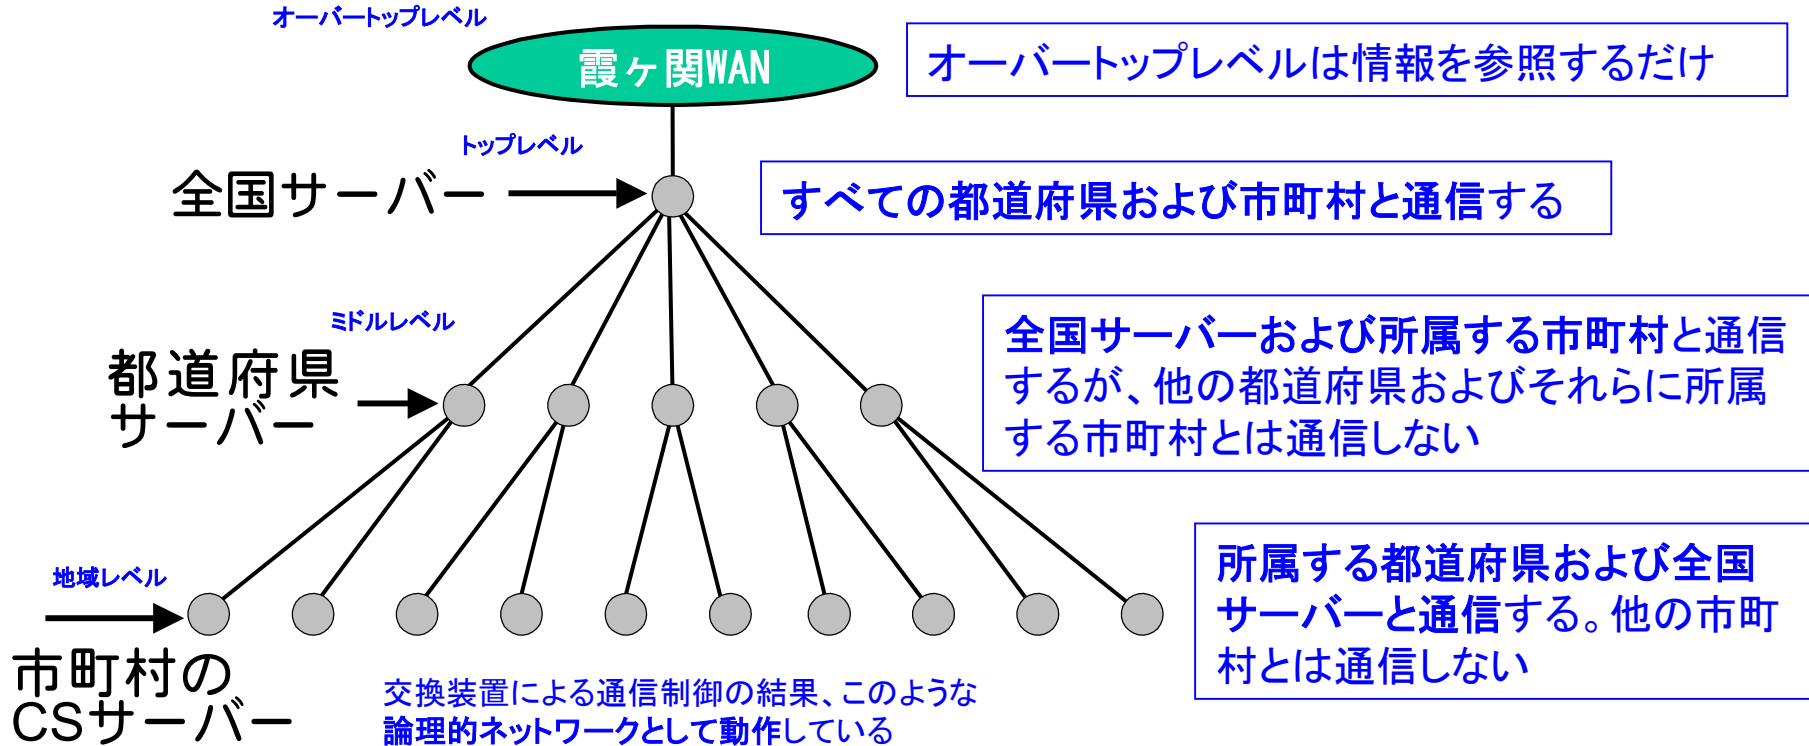 オーバートップレベル
霞ヶ関WAN
オーバートップレベルは情報を参照するだけ
トップレベル
全国サーバー
すべての都道府県および市町村と通信する
ミドルレベル
都道府県
サーバー
全国サーバーおよび所属する市町村と通信
するが、他の都道府県およびそれらに所属
する市町村とは通信しない
地域レベル
市町村の
CSサーバー
所属する都道府県および全国
サーバーと通信する。他の市町
村とは通信しない
交換装置による通信制御の結果、このような
論理的ネットワークとして動作している